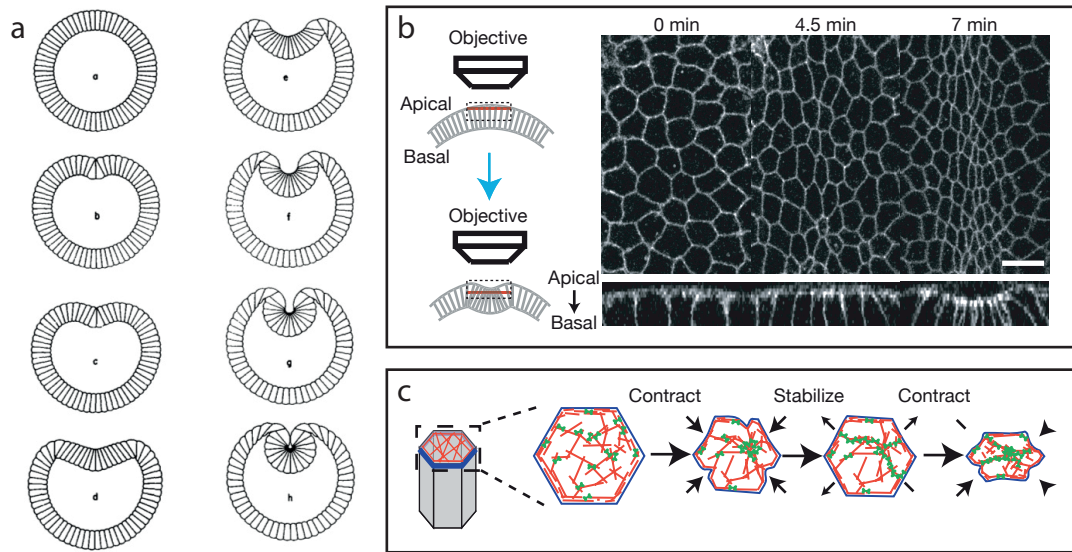 a
a
b
c
d
e
f
g
h
b
Objective
Apical
Basal
Objective
Apical
Basal
0 min
4.5 min
7 min
c
Contract
Stabilize
Contract